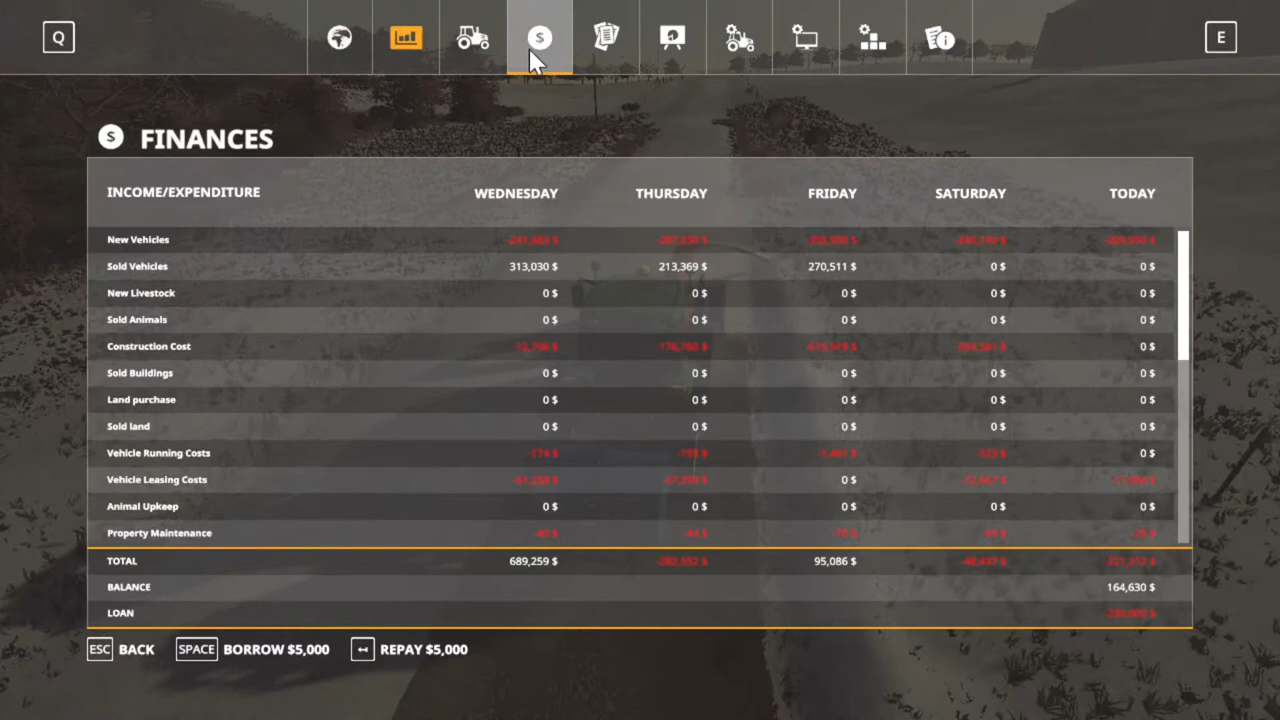 Q
$
E
$ FINANCES
INCOME/EXPENDITURE WEDNESDAY THURSDAY FRIDAY SATURDAY TODAY
New Vehicles
Sold Vehicles 313,030 $ 213,369 $ 270,511 $ 0 $ 0 $
New Livestock 0 $ 0 $ 0 $ 0 $ 0 $
Sold Animals 0 $ 0 $ 0 $ 0 $ 0 $
Construction Cost 0 $
Sold Buildings 0 $ 0 $ 0 $ 0 $ 0 $
Land purchase 0 $ 0 $ 0 $ 0 $ 0 $
Sold land 0 $ 0 $ 0 $ 0 $ 0 $
Vehicle Running Costs -174 $ 0 $
Vehicle Leasing Costs 0 $
Animal Upkeep 0 $ 0 $ 0 $ 0 $ 0 $
Property Maintenance -44 $
TOTAL 689,259 $ 95,086 $
BALANCE 164,630 $
LOAN
ESC BACK SPACE BORROW $5,000 REPAY $5,000